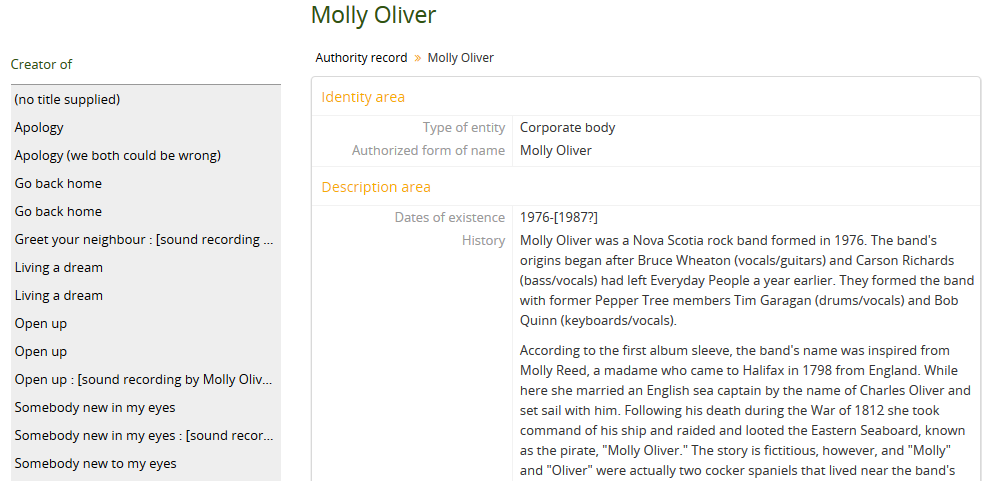 Molly Oliver
Creator of
(no title supplied)
Apology
Apology (we both could be wrong)
Go back home
Go back home
Greet your neighbour : [sound recording ...
Living a dream
Living a dream
Open up
Open up
Open up : [sound recording by Molly Oliv...
Somebody new in my eyes
Somebody new in my eyes : [sound recor...
Somebody new to my eyes
Authority record » Molly Oliver
Identity area
Type of entity Corporate body
Authorized form of name Molly Oliver
Description area
Dates of existence 1976-[1987?]
History Molly Oliver was a Nova Scotia rock band formed in 1976. The band's
origins began after Bruce Wheaton (vocals/guitars) and Carson Richards
(bass/vocals) had left Everyday People a year earlier. They formed the band
with former Pepper Tree members Tim Garagan (drums/vocals) and Bob
Quinn (keyboards/vocals).
According to the first album sleeve, the band's name was inspired from
Molly Reed, a madame who came to Halifax in 1798 from England. While
here she married an English sea captain by the name of Charles Oliver and
set sail with him. Following his death during the War of 1812 she took
command of his ship and raided and looted the Eastern Seaboard, known
as the pirate, "Molly Oliver." The story is fictitious, however, and "Molly"
and "Oliver" were actually two cocker spaniels that lived near the band's